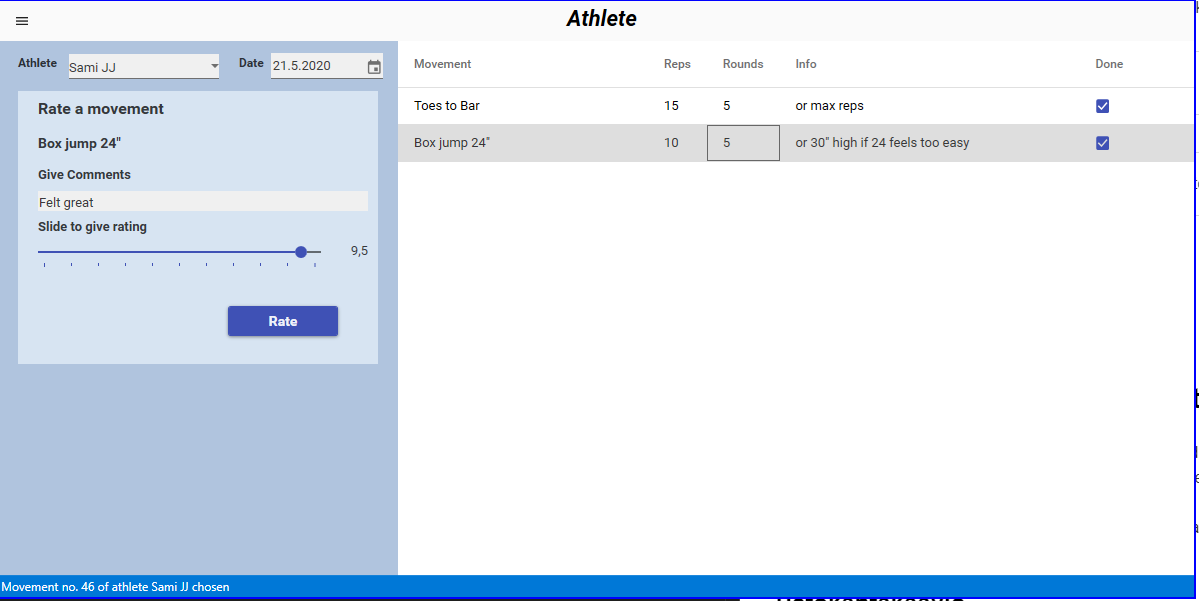 Athlete
Athlete Sami JJ Date 21.5.2020
Rate a movement
Box jump 24"
Give Comments
Felt great
Slide to give rating
9,5
Rate
Movement Reps Rounds Info Done
Toes to Bar 15 5 or max reps
Box jump 24" 10 5 or 30" high if 24 feels too easy
Movement no. 46 of athlete Sami JJ chosen